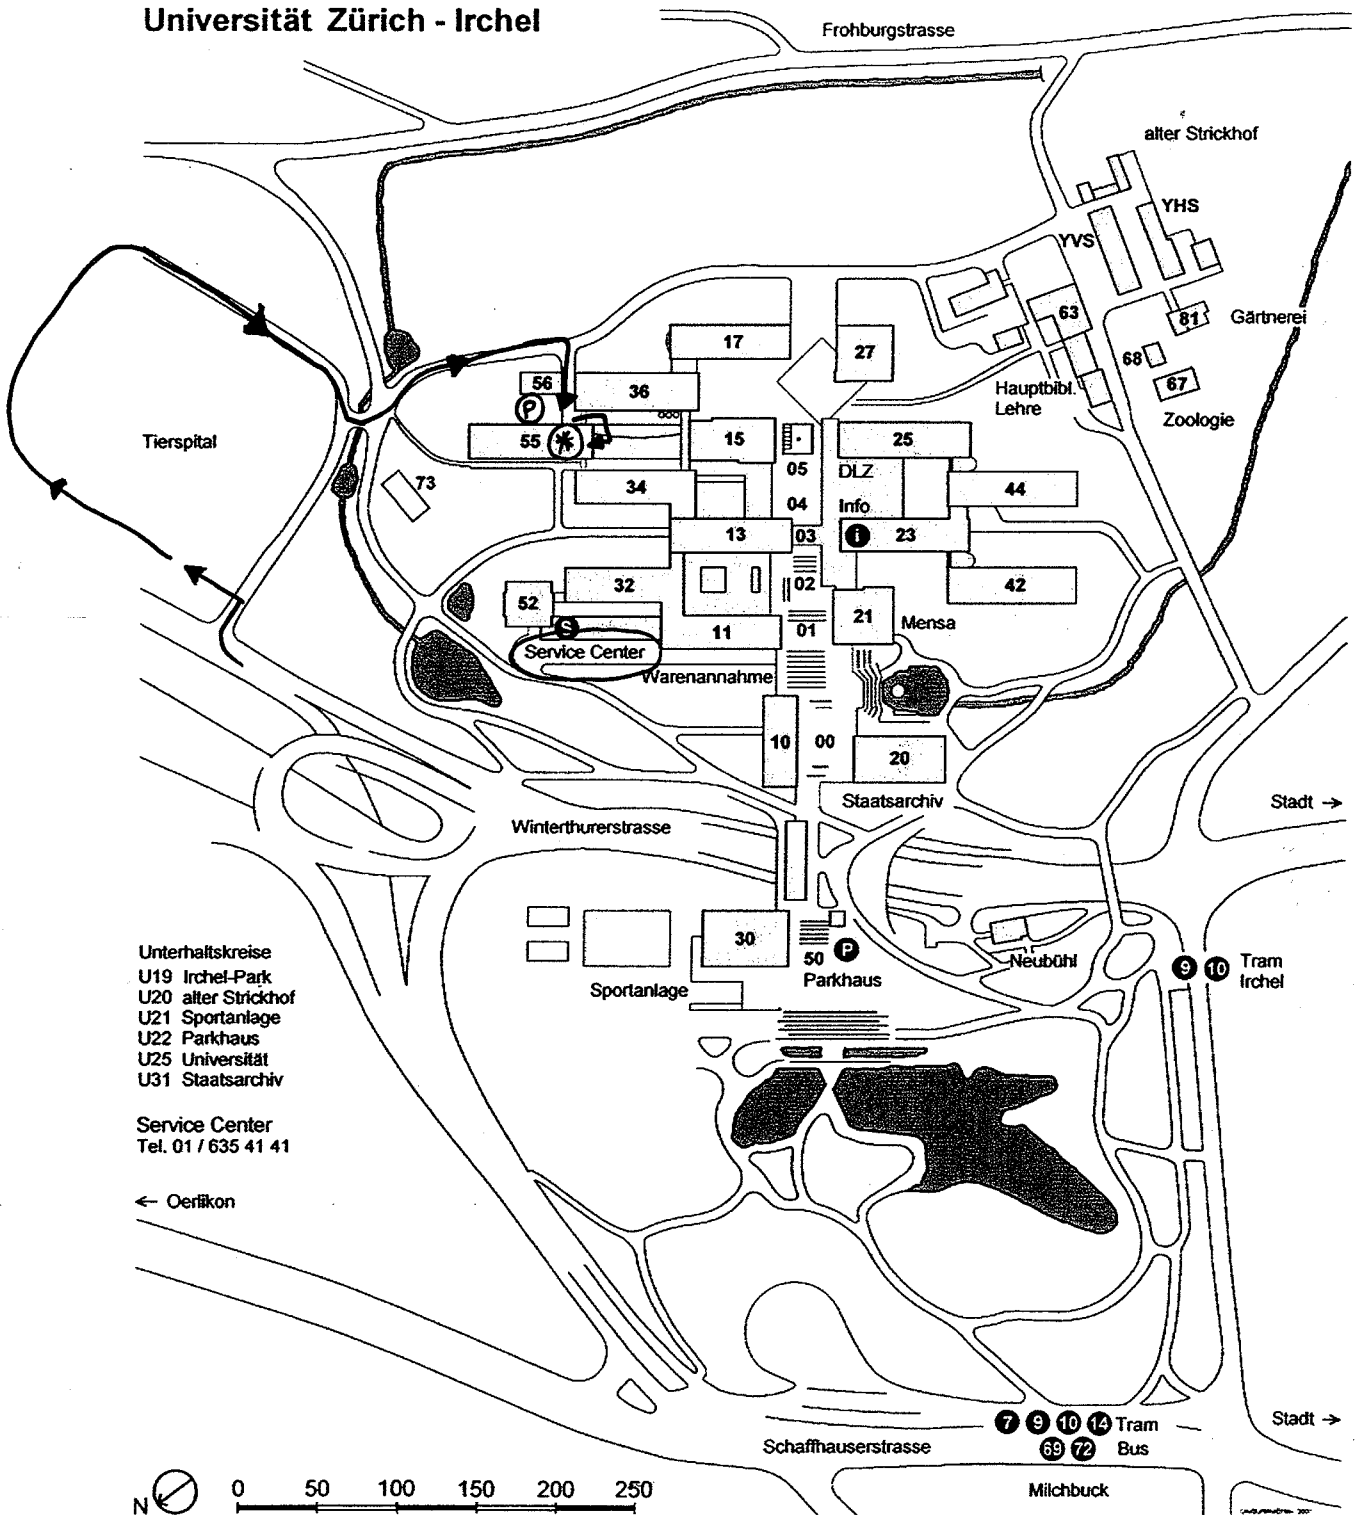 Universität Zürich - Irchel
Frohburgstrasse
alter Strickhof
YHS
YVS
63
81
Gärtnerei
68
67
Zoologie
Hauptbibl.
Lehre
17
27
56
36
P
Tierspital
55
*
15
25
05
DLZ
73
34
04
44
Info
13
03
i
23
32
02
42
52
S
11
01
21
Mensa
Service Center
Warenannahme
10
00
20
Staatsarchiv
Stadt →
Winterthurerstrasse
30
50
P
Parkhaus
Neubühl
9 10 Tram
Irchel
Sportanlage
Unterhaltskreise
U19 Irchel-Park
U20 alter Strickhof
U21 Sportanlage
U22 Parkhaus
U25 Universität
U31 Staatsarchiv
Service Center
Tel. 01 / 635 41 41
← Oerlikon
7 9 10 14 Tram
69 72 Bus
Stadt →
Schaffhauserstrasse
Milchbuck
N
0 50 100 150 200 250